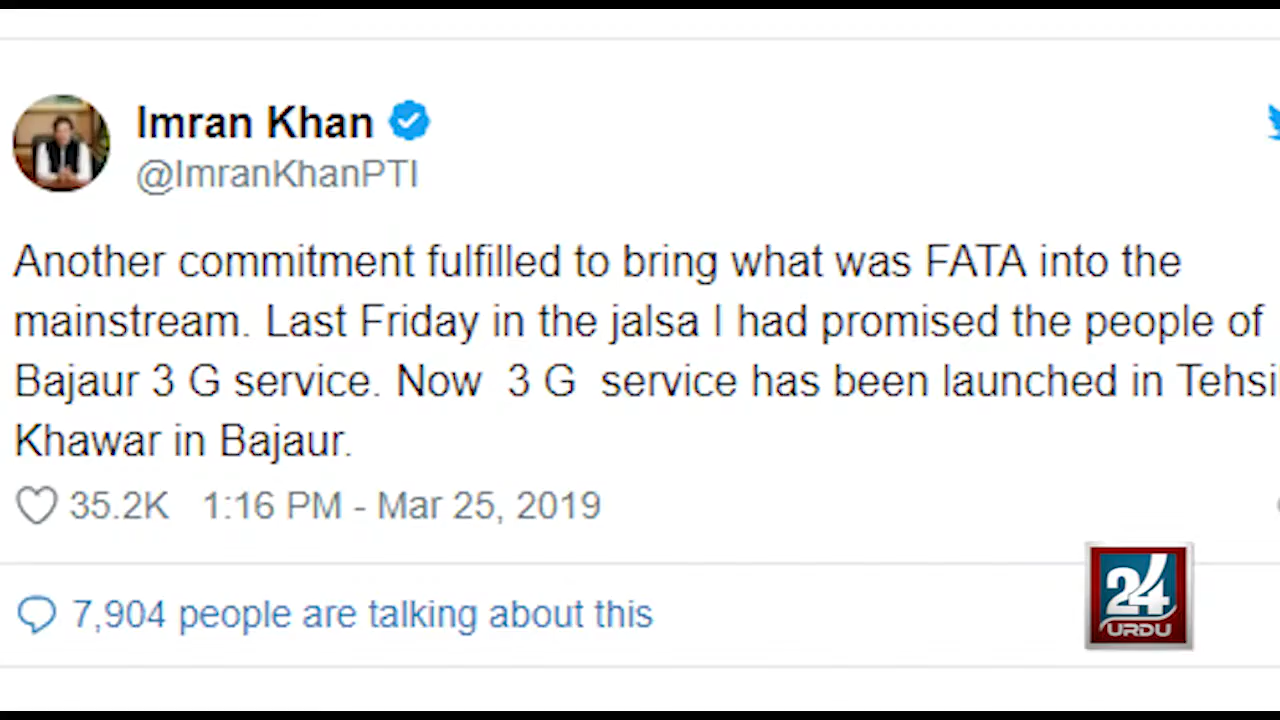 Imran Khan
@ImranKhanPTI
Another commitment fulfilled to bring what was FATA into the
mainstream. Last Friday in the jalsa I had promised the people of
Bajaur 3 G service. Now 3 G service has been launched in Tehsil
Khawar in Bajaur.
35.2K 1:16 PM - Mar 25, 2019
7,904 people are talking about this
24
URDU